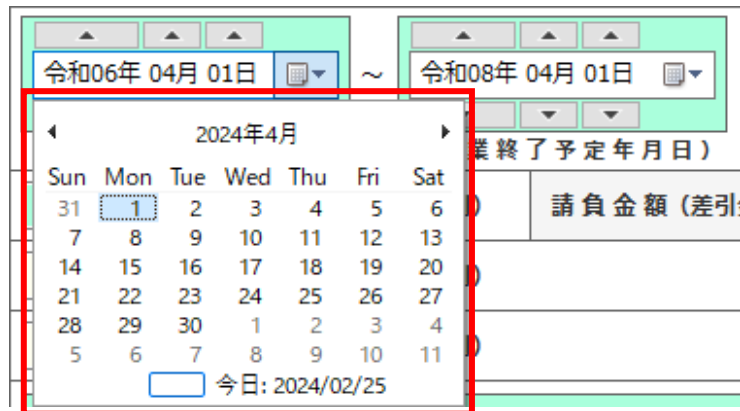 令和06年 04月 01日 ～ 令和08年 04月 01日
2024年4月
業終了予定年月日）
Sun Mon Tue Wed Thu Fri Sat
請負金額（差引
31 1 2 3 4 5 6
7 8 9 10 11 12 13
14 15 16 17 18 19 20
21 22 23 24 25 26 27
28 29 30 1 2 3 4
5 6 7 8 9 10 11
今日: 2024/02/25